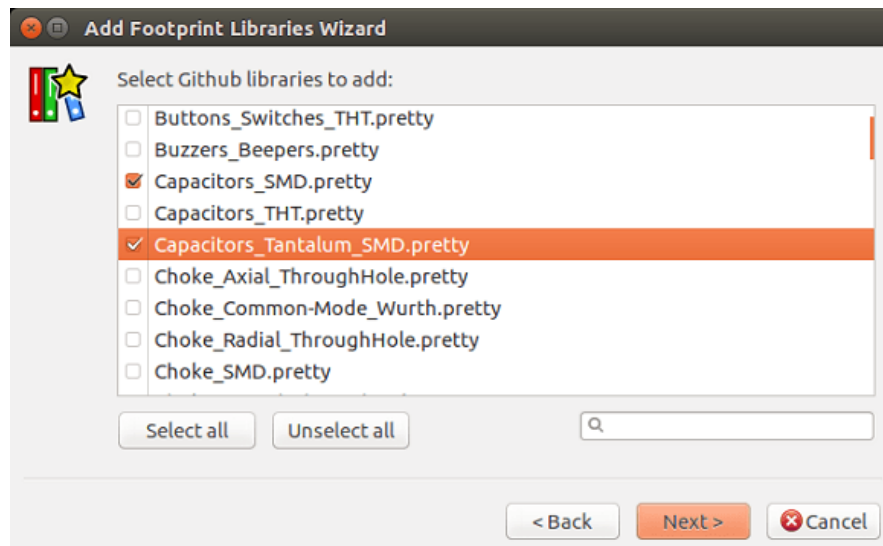 Add Footprint Libraries Wizard
Select Github libraries to add:
Buttons_Switches_THT.pretty
Buzzers_Beepers.pretty
Capacitors_SMD.pretty
Capacitors_THT.pretty
Capacitors_Tantalum_SMD.pretty
Choke_Axial_ThroughHole.pretty
Choke_Common-Mode_Wurth.pretty
Choke_Radial_ThroughHole.pretty
Choke_SMD.pretty
Select all Unselect all
< Back Next > Cancel